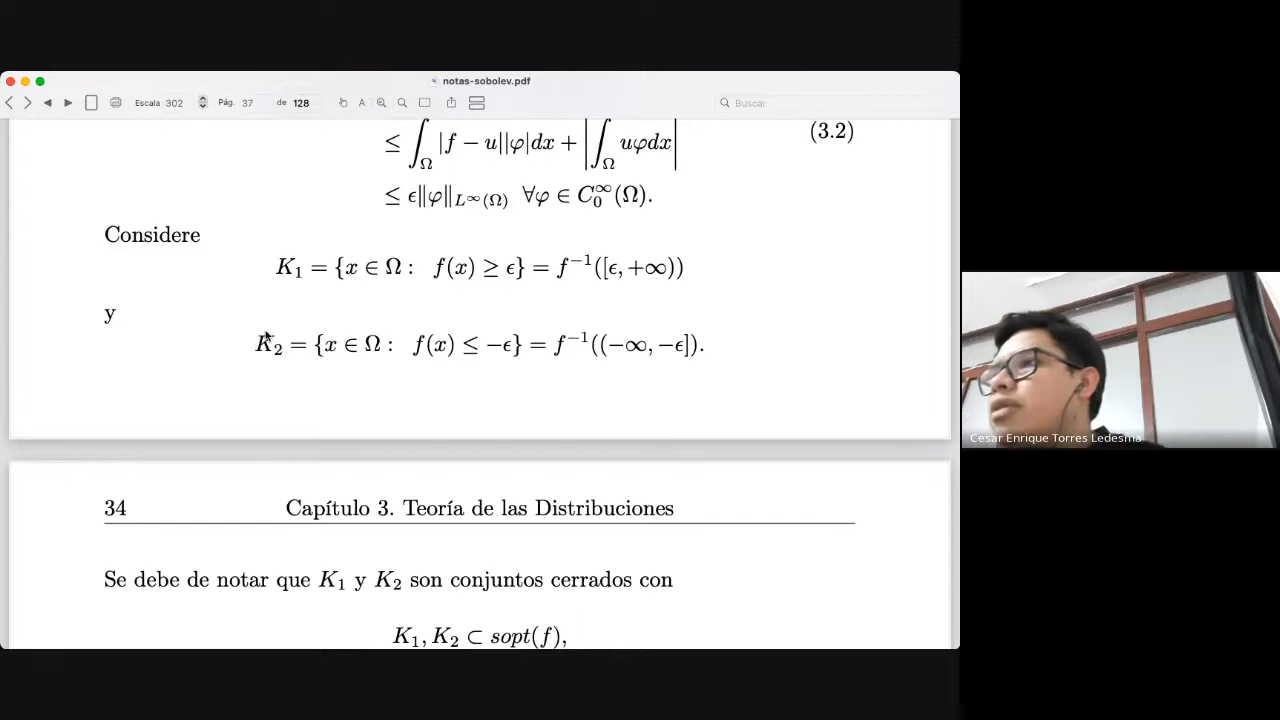 notas-sobolev.pdf
Escala 302 Pág. 37 de 128 A Buscar
≤ ∫_Ω |f − u||φ|dx + |∫_Ω uφdx| (3.2)
≤ ϵ‖φ‖_{L^∞(Ω)} ∀φ ∈ C_0^∞(Ω).
Considere
K_1 = {x ∈ Ω : f(x) ≥ ϵ} = f^{−1}([ϵ, +∞))
y
K_2 = {x ∈ Ω : f(x) ≤ −ϵ} = f^{−1}((−∞, −ϵ]).
34 Capítulo 3. Teoría de las Distribuciones
Se debe de notar que K_1 y K_2 son conjuntos cerrados con
K_1, K_2 ⊂ sopt(f),
Cesar Enrique Torres Ledesma